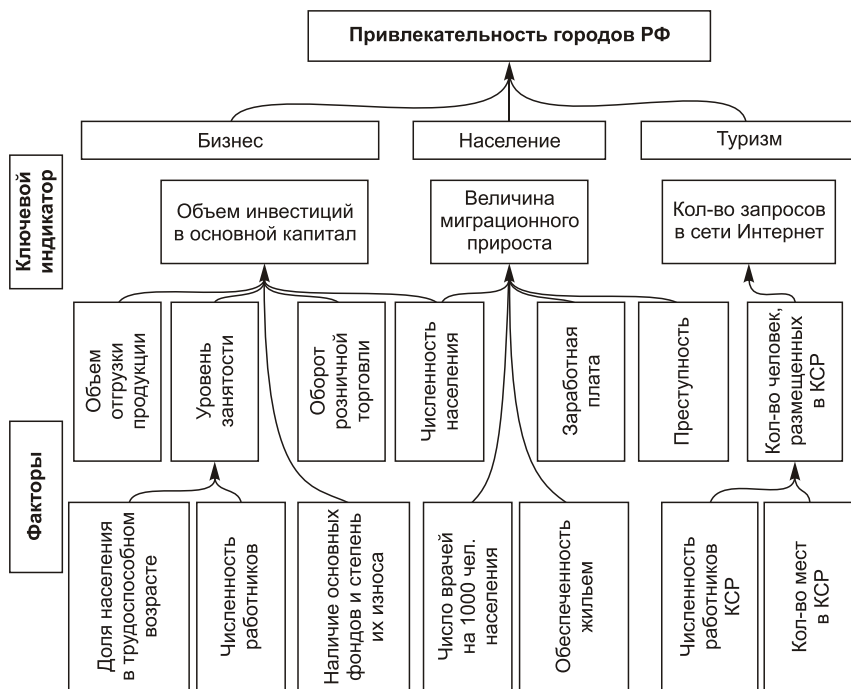 Привлекательность городов РФ
Бизнес
Население
Туризм
Ключевой
индикатор
Объем инвестиций
в основной капитал
Величина
миграционного
прироста
Кол-во запросов
в сети Интернет
Факторы
Объем
отгрузки
продукции
Уровень
занятости
Оборот
розничной
торговли
Численность
населения
Заработная
плата
Преступность
Кол-во человек,
размещенных
в КСР
Доля населения
в трудоспособном
возрасте
Численность
работников
Наличие основных
фондов и степень
их износа
Число врачей
на 1000 чел.
населения
Обеспеченность
жильем
Численность
работников
КСР
Кол-во мест
в КСР